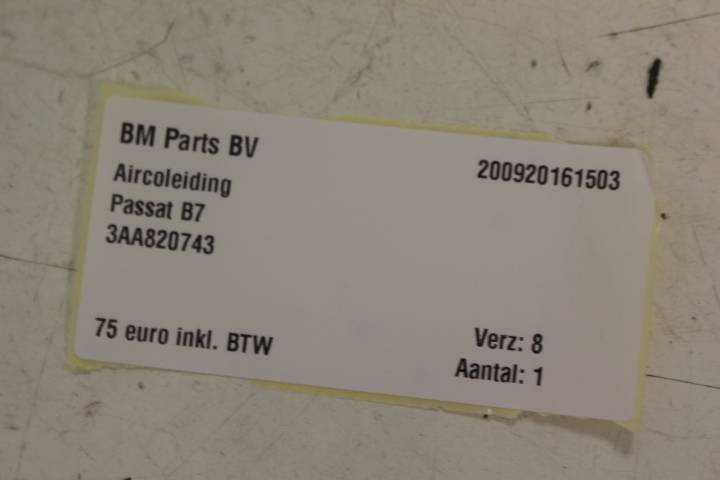 BM Parts BV
200920161503
Aircoleiding
Passat B7
3AA820743
75 euro inkl. BTW
Verz: 8
Aantal: 1